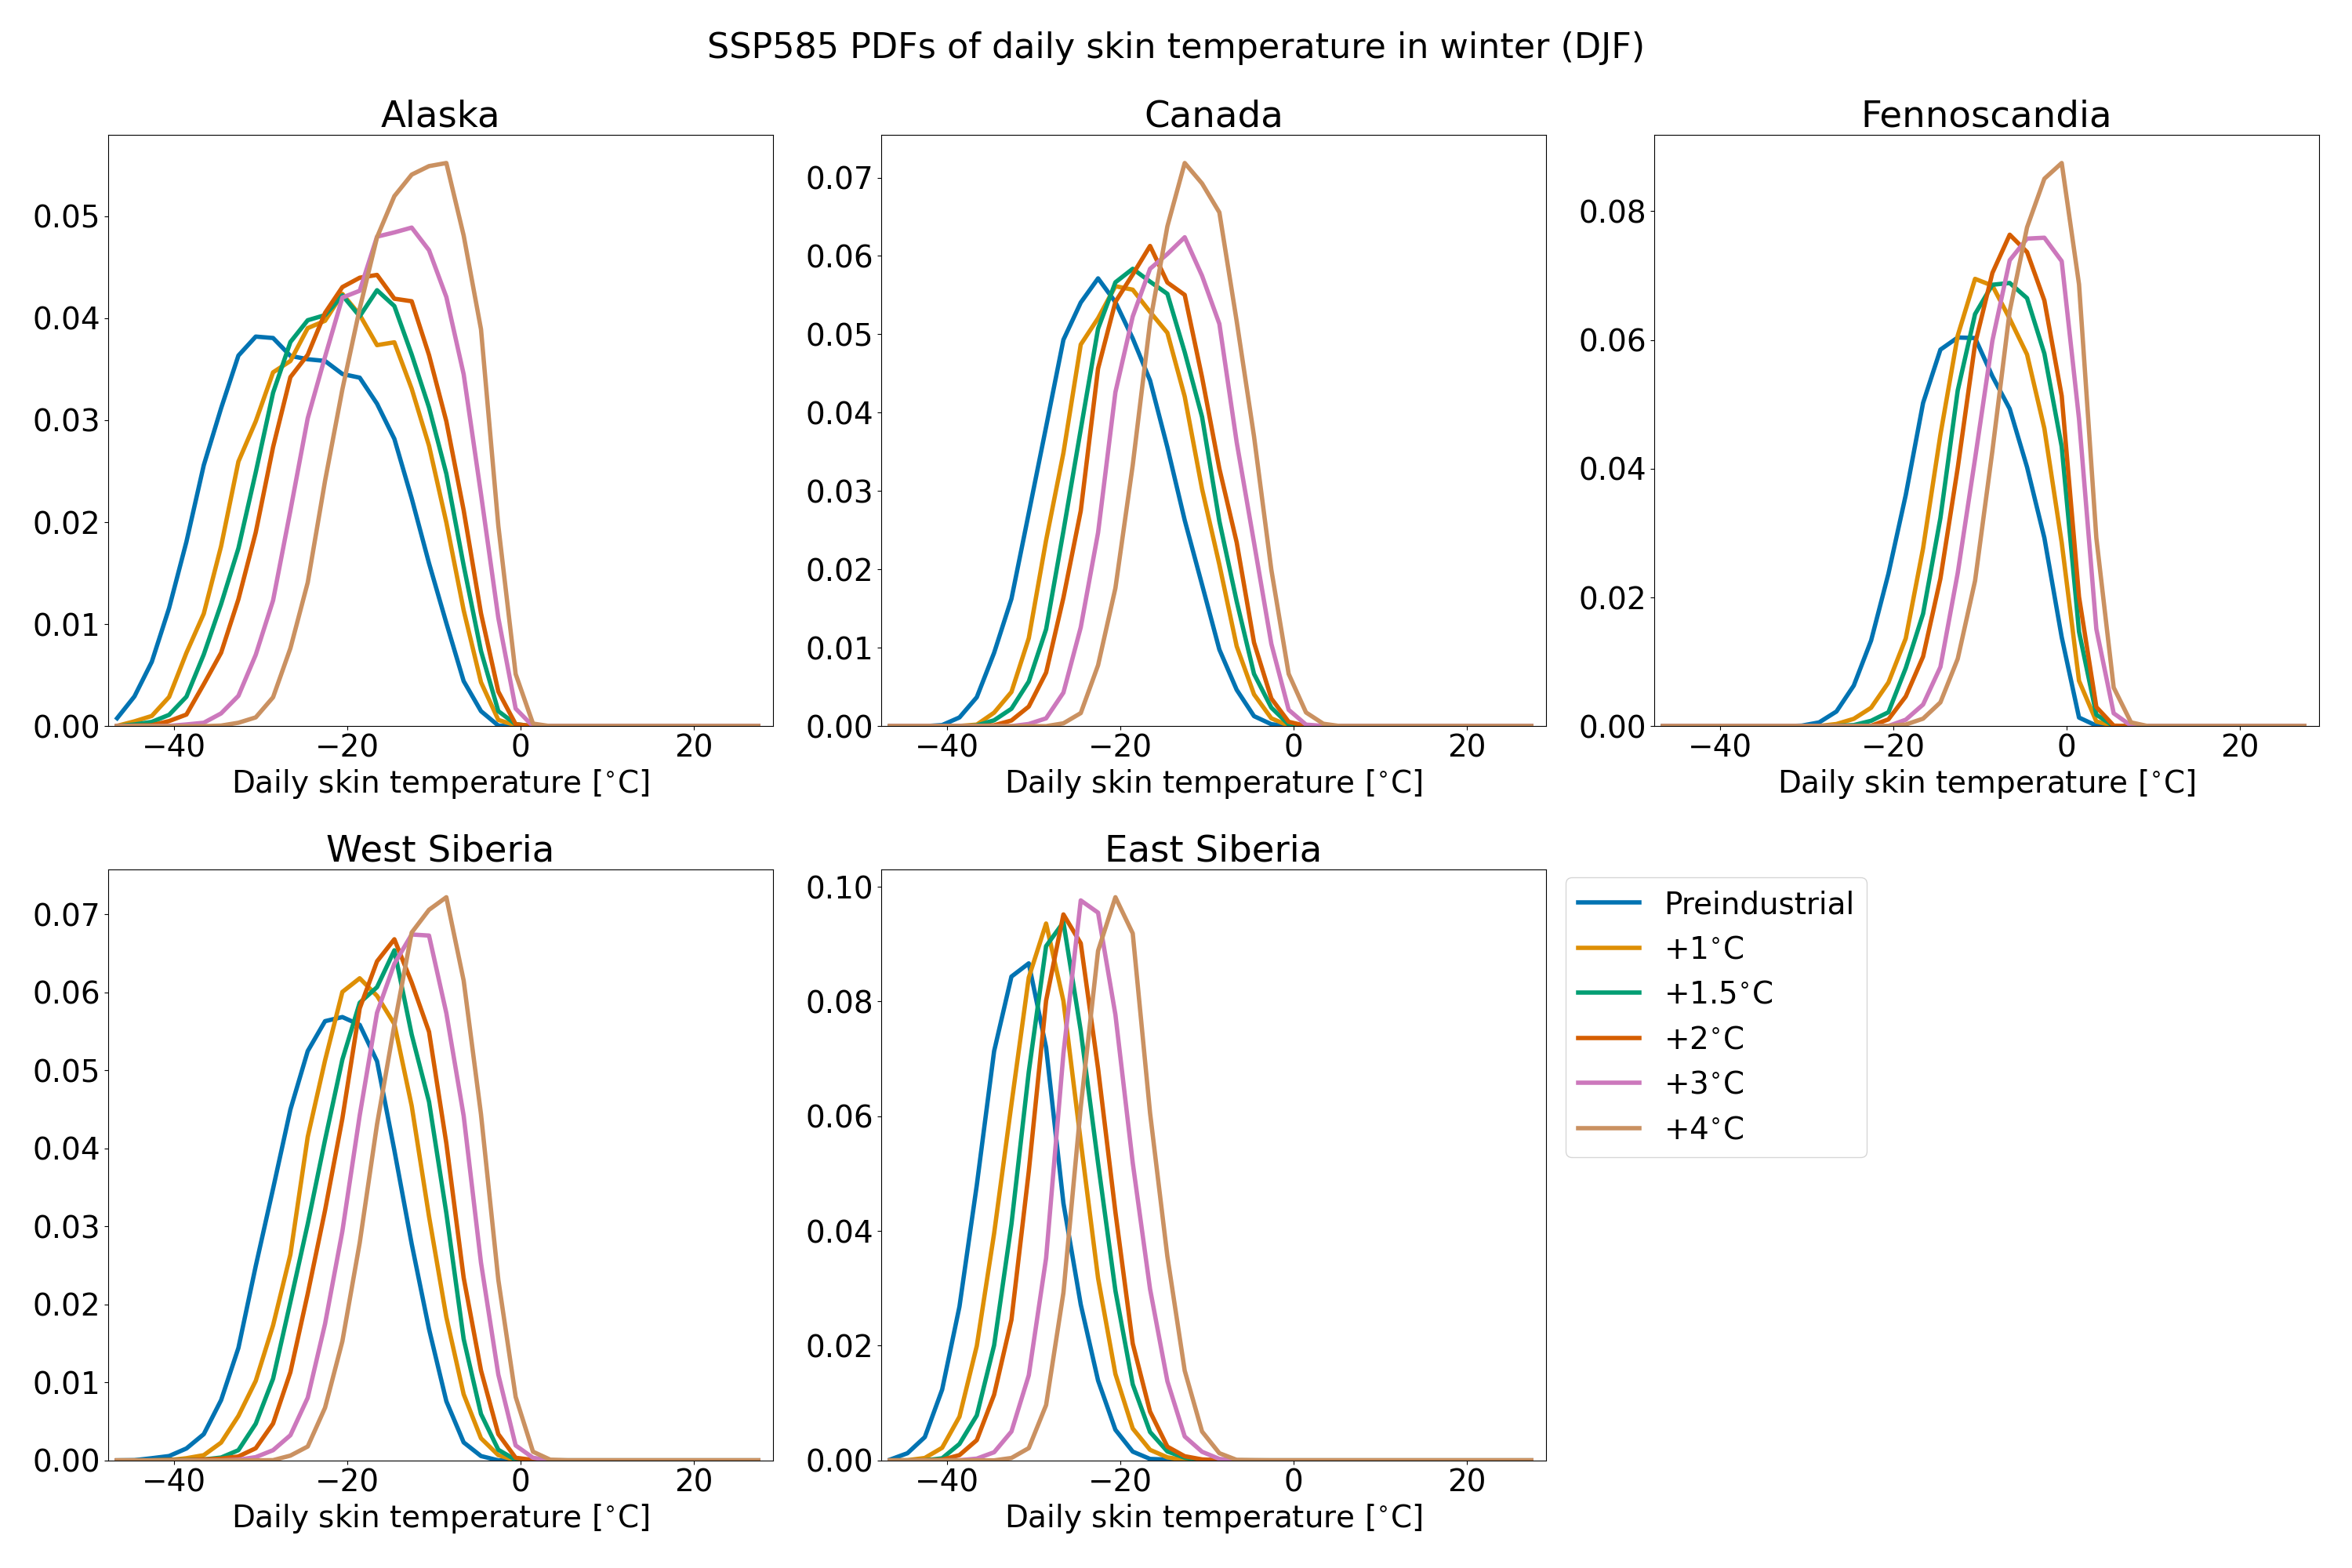 SSP585 PDFs of daily skin temperature in winter (DJF)
Alaska
0.05
0.04
0.03
0.02
0.01
0.00
−40 −20 0 20
Daily skin temperature [°C]
Canada
0.07
0.06
0.05
0.04
0.03
0.02
0.01
0.00
−40 −20 0 20
Daily skin temperature [°C]
Fennoscandia
0.08
0.06
0.04
0.02
0.00
−40 −20 0 20
Daily skin temperature [°C]
West Siberia
0.07
0.06
0.05
0.04
0.03
0.02
0.01
0.00
−40 −20 0 20
Daily skin temperature [°C]
East Siberia
0.10
0.08
0.06
0.04
0.02
0.00
−40 −20 0 20
Daily skin temperature [°C]
Preindustrial
+1°C
+1.5°C
+2°C
+3°C
+4°C